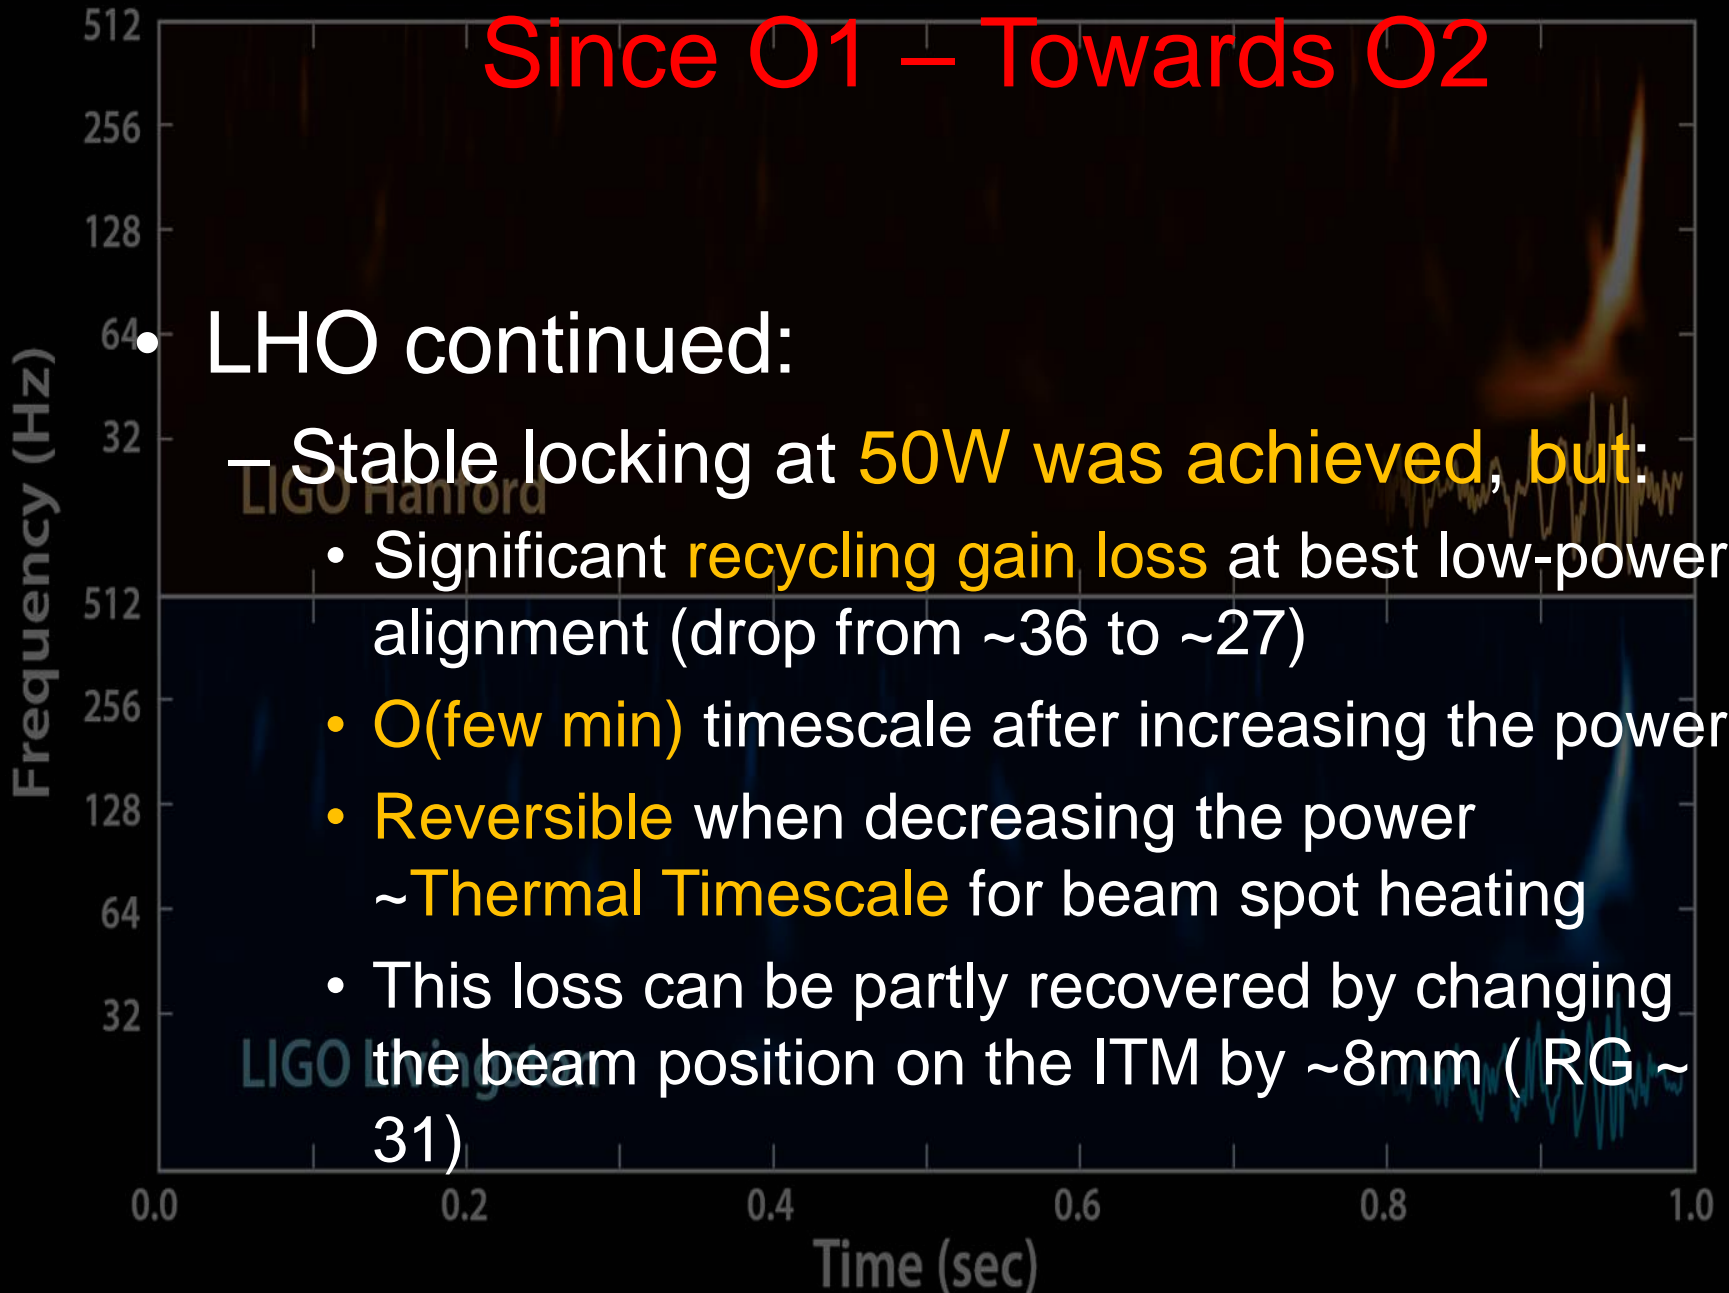 Since O1 – Towards O2
512
256
128
64
32
• LHO continued:
– Stable locking at 50W was achieved, but:
LIGO Hanford
• Significant recycling gain loss at best low-power
alignment (drop from ~36 to ~27)
• O(few min) timescale after increasing the power
• Reversible when decreasing the power
~Thermal Timescale for beam spot heating
• This loss can be partly recovered by changing
the beam position on the ITM by ~8mm ( RG ~
31)
LIGO Livingston
512
256
128
64
32
Frequency (Hz)
0.0 0.2 0.4 0.6 0.8 1.0
Time (sec)